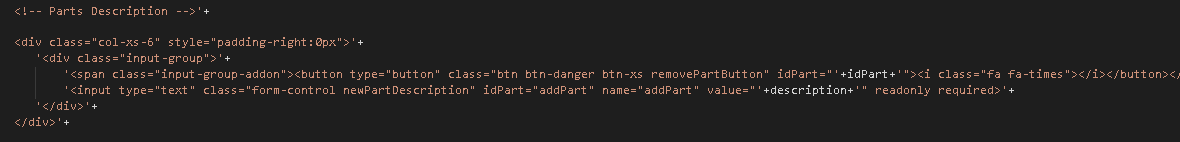 <!-- Parts Description -->'+
<div class="col-xs-6" style="padding-right:0px">'+
'<div class="input-group">'+
'<span class="input-group-addon"><button type="button" class="btn btn-danger btn-xs removePartButton" idPart="'+idPart+'"><i class="fa fa-times"></i></button></
'<input type="text" class="form-control newPartDescription" idPart="addPart" name="addPart" value="'+description+'" readonly required>'+
'</div>'+
</div>'+